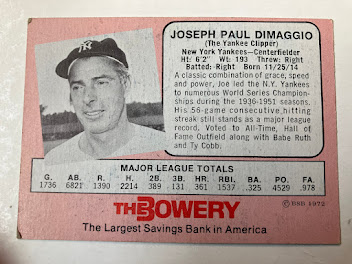 JOSEPH PAUL DIMAGGIO
(The Yankee Clipper)
New York Yankees—Centerfielder
Ht: 6'2" Wt: 193 Throw: Right
Batted: Right Born 11/25/14
A classic combination of grace, speed
and power, Joe led the N.Y. Yankees
to numerous World Series Champion-
ships during the 1936-1951 seasons.
His 56-game consecutive hitting
streak still stands as a major league
record. Voted to All-Time, Hall of
Fame Outfield along with Babe Ruth
and Ty Cobb.
MAJOR LEAGUE TOTALS
G. AB. R. H. 2B. 3B. HR. RBI. BA. PO. FA.
1736 6821 1390 2214 389 131 361 1537 .325 4529 .978
THE BOWERY
© BSB 1972
The Largest Savings Bank in America